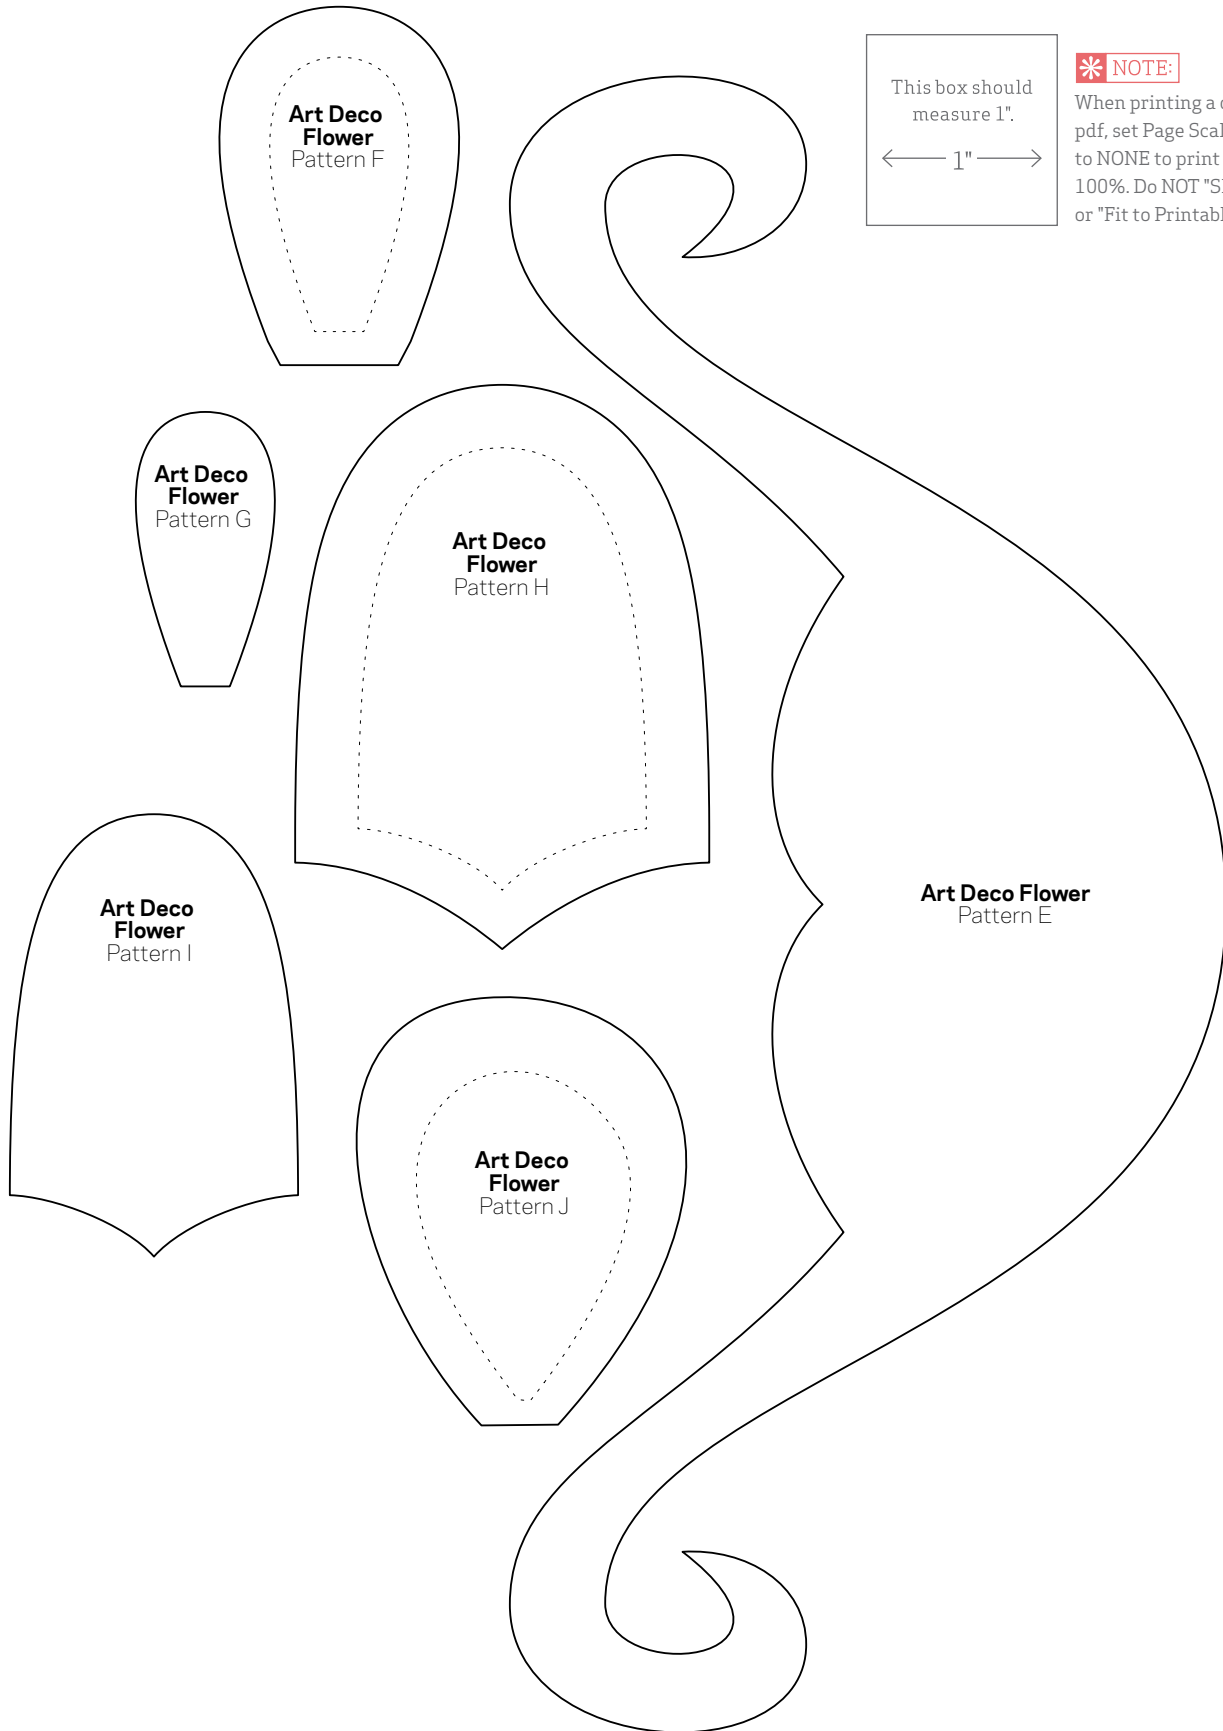 Art Deco
Flower
Pattern F
This box should
measure 1".
1"
NOTE:
When printing a
pdf, set Page
to NONE to print
100%. Do NOT
or "Fit to
Art Deco
Flower
Pattern G
Art Deco
Flower
Pattern H
Art Deco
Flower
Pattern I
Art Deco Flower
Pattern E
Art Deco
Flower
Pattern J